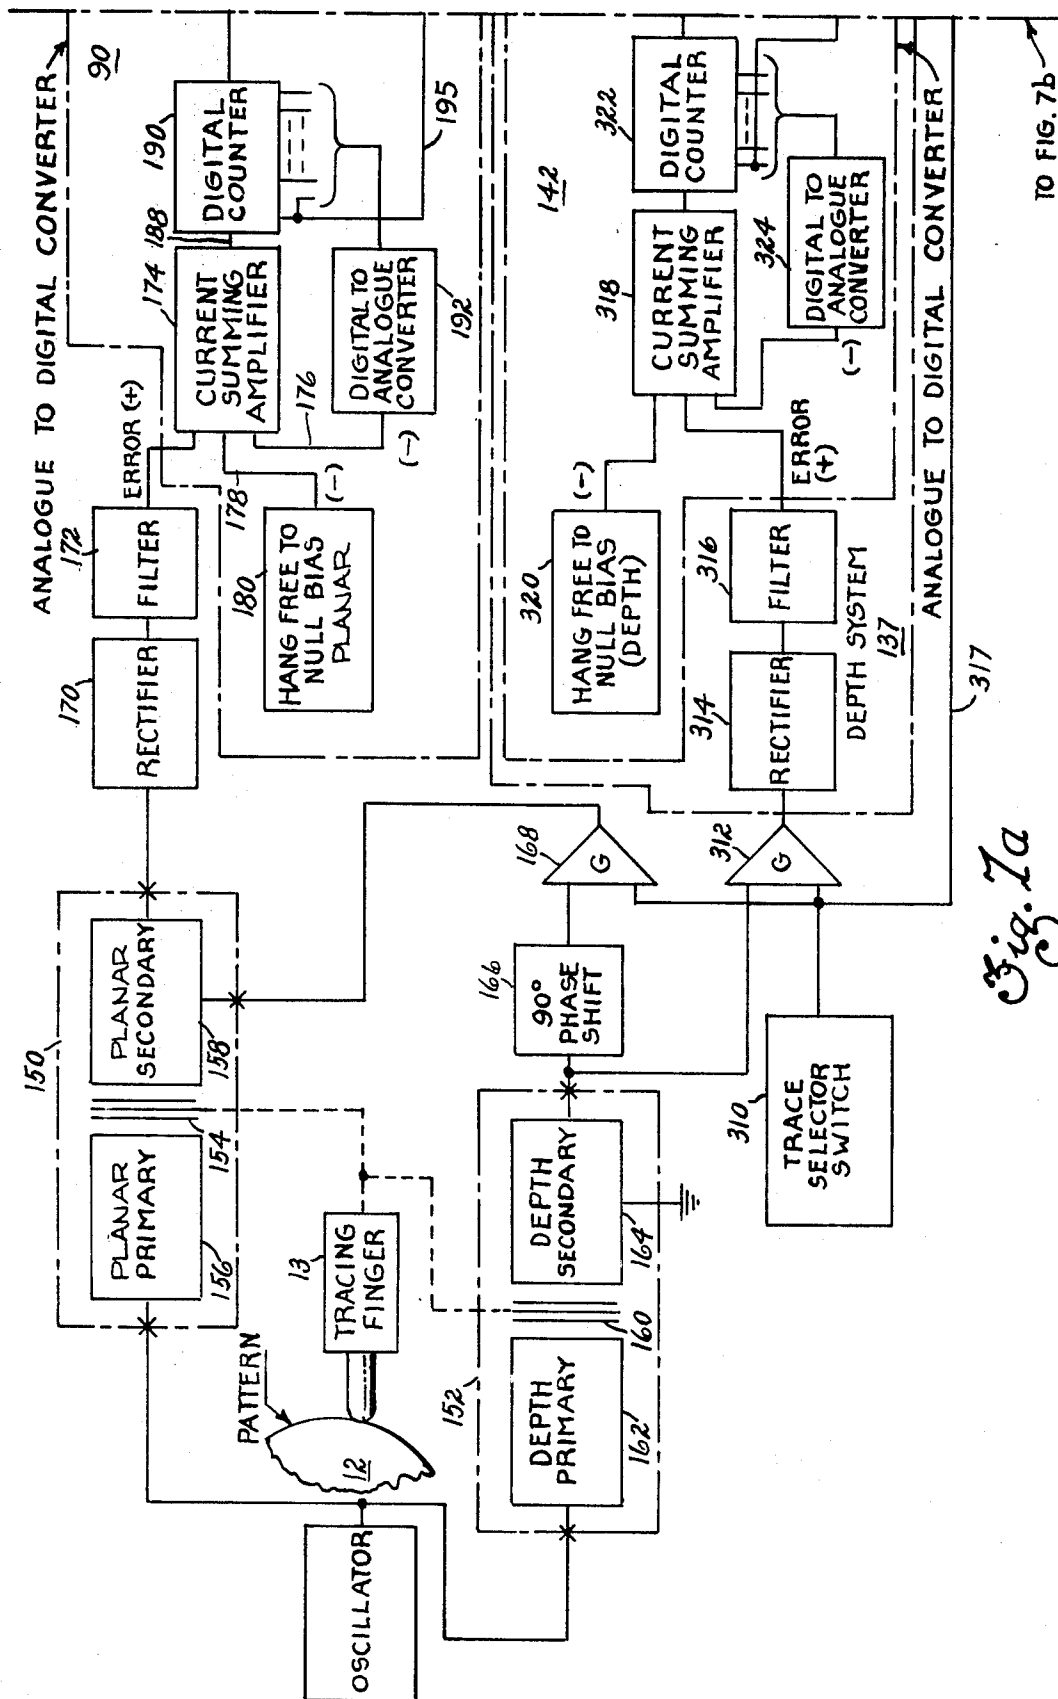 ANALOGUE TO DIGITAL CONVERTER
90
150
PLANAR
PRIMARY
156
154
PLANAR
SECONDARY
158
170
RECTIFIER
172
FILTER
ERROR (+)
174
CURRENT
SUMMING
AMPLIFIER
188
190
DIGITAL
COUNTER
195
178
176
180
HANG FREE TO
NULL BIAS
PLANAR
(-)
(-)
DIGITAL TO
ANALOGUE
CONVERTER
192
OSCILLATOR
PATTERN
12
13
TRACING
FINGER
152
DEPTH
PRIMARY
162
160
DEPTH
SECONDARY
164
166
90°
PHASE
SHIFT
168
G
310
TRACE
SELECTOR
SWITCH
312
G
142
320
HANG FREE TO
NULL BIAS
(DEPTH)
(-)
314
RECTIFIER
316
FILTER
ERROR
(+)
DEPTH SYSTEM
137
318
CURRENT
SUMMING
AMPLIFIER
322
DIGITAL
COUNTER
324
DIGITAL TO
ANALOGUE
CONVERTER
(-)
ANALOGUE TO DIGITAL CONVERTER
317
TO FIG. 7b
Fig. 7a